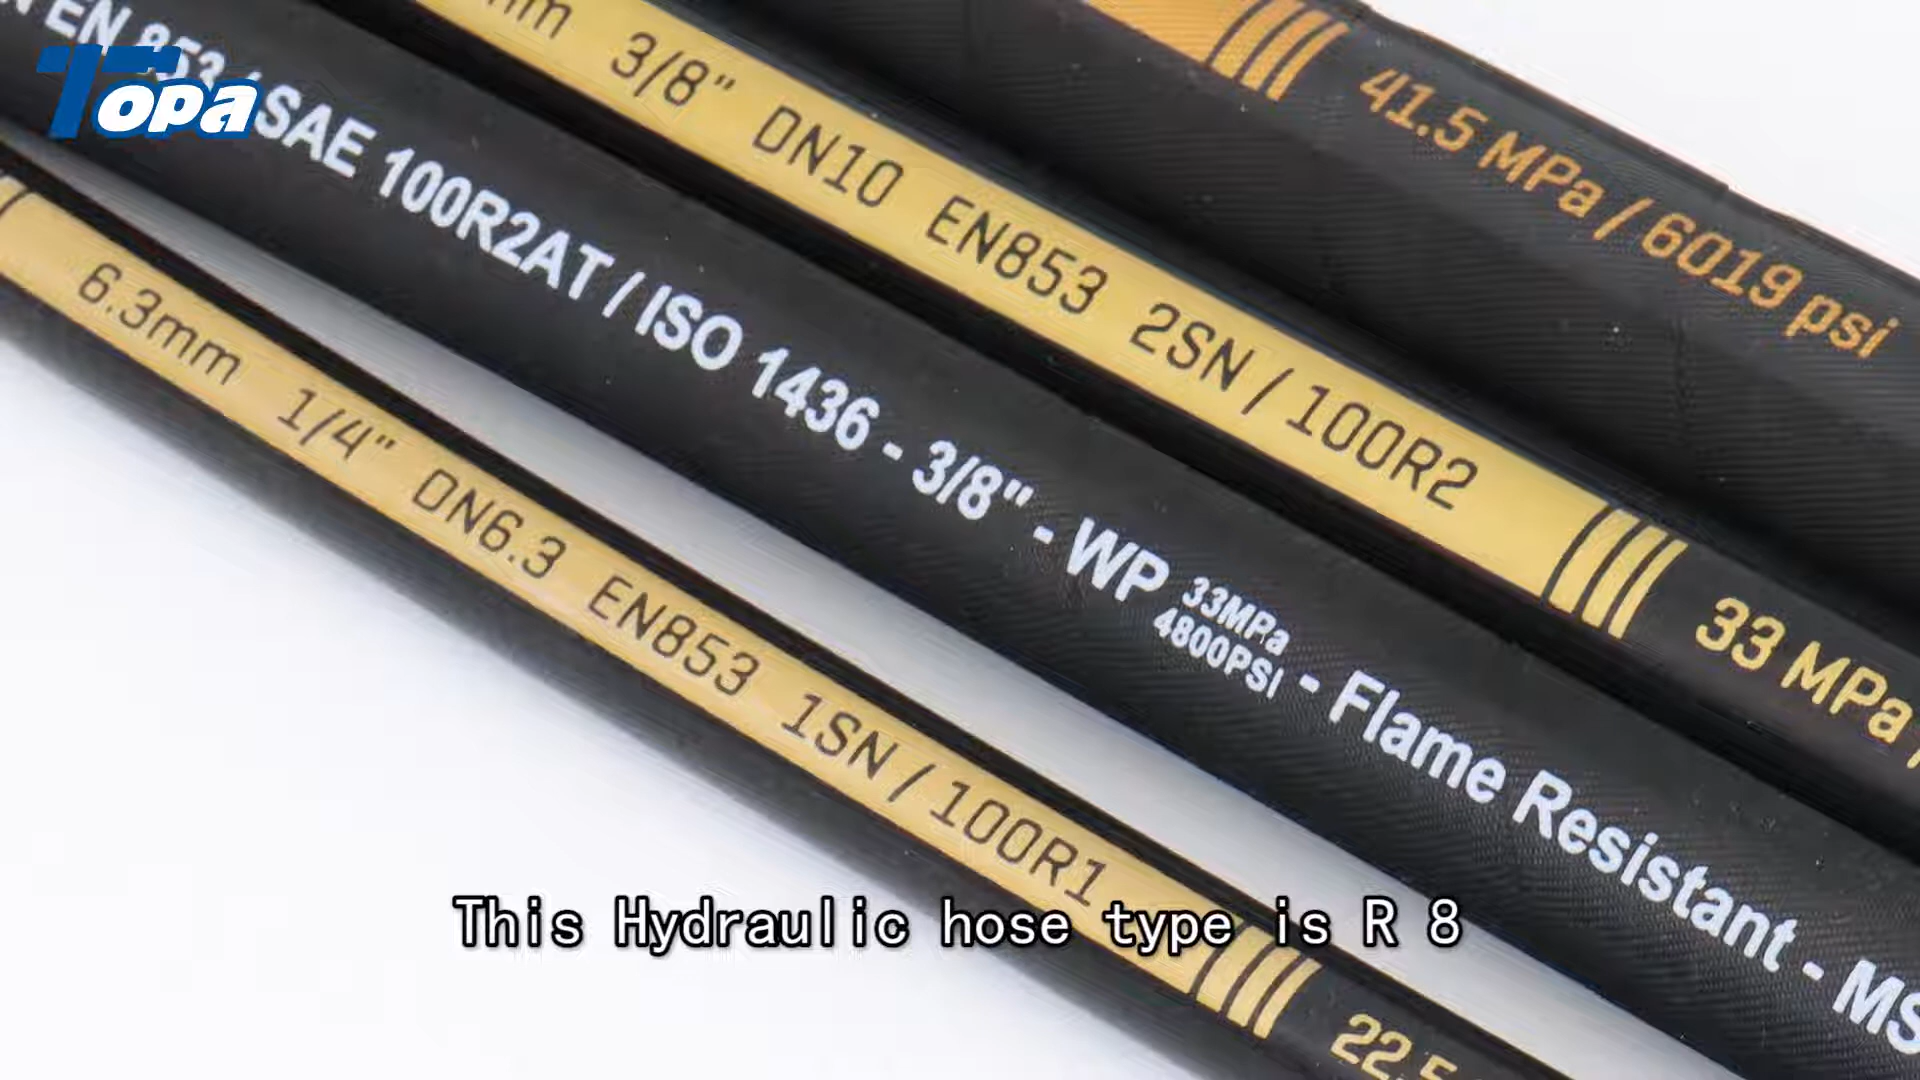 Topa
41.5 MPa / 6019 psi
3/8" DN10 EN853 2SN / 100R2
33 MPa
EN 853 / SAE 100R2AT / ISO 1436 - 3/8" - WP 33MPa 4800PSI - Flame Resistant - MS
6.3mm 1/4" DN6.3 EN853 1SN / 100R1
22.5
This Hydraulic hose type is R 8